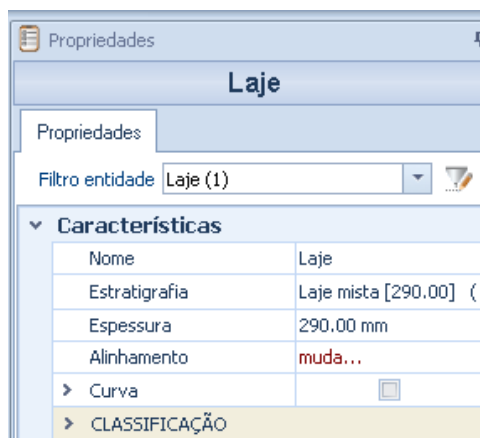 Propriedades
Laje
Propriedades
Filtro entidade Laje (1)
Características
Nome Laje
Estratigrafia Laje mista [290.00] (
Espessura 290.00 mm
Alinhamento muda...
Curva
CLASSIFICAÇÃO